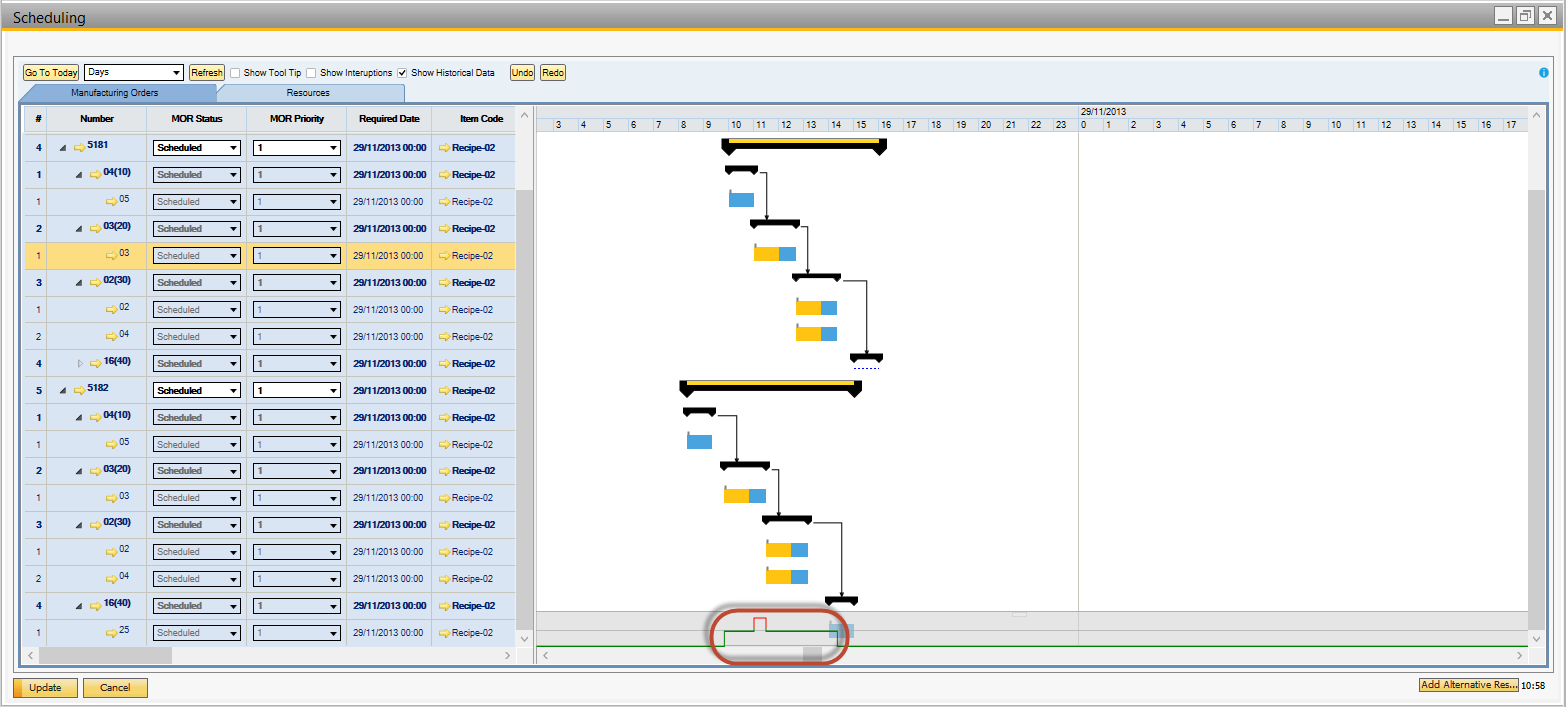 Scheduling
Go To Today Days Refresh Show Tool Tip Show Interuptions Show Historical Data Undo Redo
Manufacturing Orders Resources
29/11/2013
# Number MOR Status MOR Priority Required Date Item Code
3 4 5 6 7 8 9 10 11 12 13 14 15 16 17 18 19 20 21 22 23 0 1 2 3 4 5 6 7 8 9 10 11 12 13 14 15 16 17
4 5181 Scheduled 1 29/11/2013 00:00 Recipe-02
1 04(10) Scheduled 1 29/11/2013 00:00 Recipe-02
1 05 Scheduled 1 29/11/2013 00:00 Recipe-02
2 03(20) Scheduled 1 29/11/2013 00:00 Recipe-02
1 03 Scheduled 1 29/11/2013 00:00 Recipe-02
3 02(30) Scheduled 1 29/11/2013 00:00 Recipe-02
1 02 Scheduled 1 29/11/2013 00:00 Recipe-02
2 04 Scheduled 1 29/11/2013 00:00 Recipe-02
4 16(40) Scheduled 1 29/11/2013 00:00 Recipe-02
5 5182 Scheduled 1 29/11/2013 00:00 Recipe-02
1 04(10) Scheduled 1 29/11/2013 00:00 Recipe-02
1 05 Scheduled 1 29/11/2013 00:00 Recipe-02
2 03(20) Scheduled 1 29/11/2013 00:00 Recipe-02
1 03 Scheduled 1 29/11/2013 00:00 Recipe-02
3 02(30) Scheduled 1 29/11/2013 00:00 Recipe-02
1 02 Scheduled 1 29/11/2013 00:00 Recipe-02
2 04 Scheduled 1 29/11/2013 00:00 Recipe-02
4 16(40) Scheduled 1 29/11/2013 00:00 Recipe-02
1 25 Scheduled 1 29/11/2013 00:00 Recipe-02
Update Cancel Add Alternative Res... 10:58